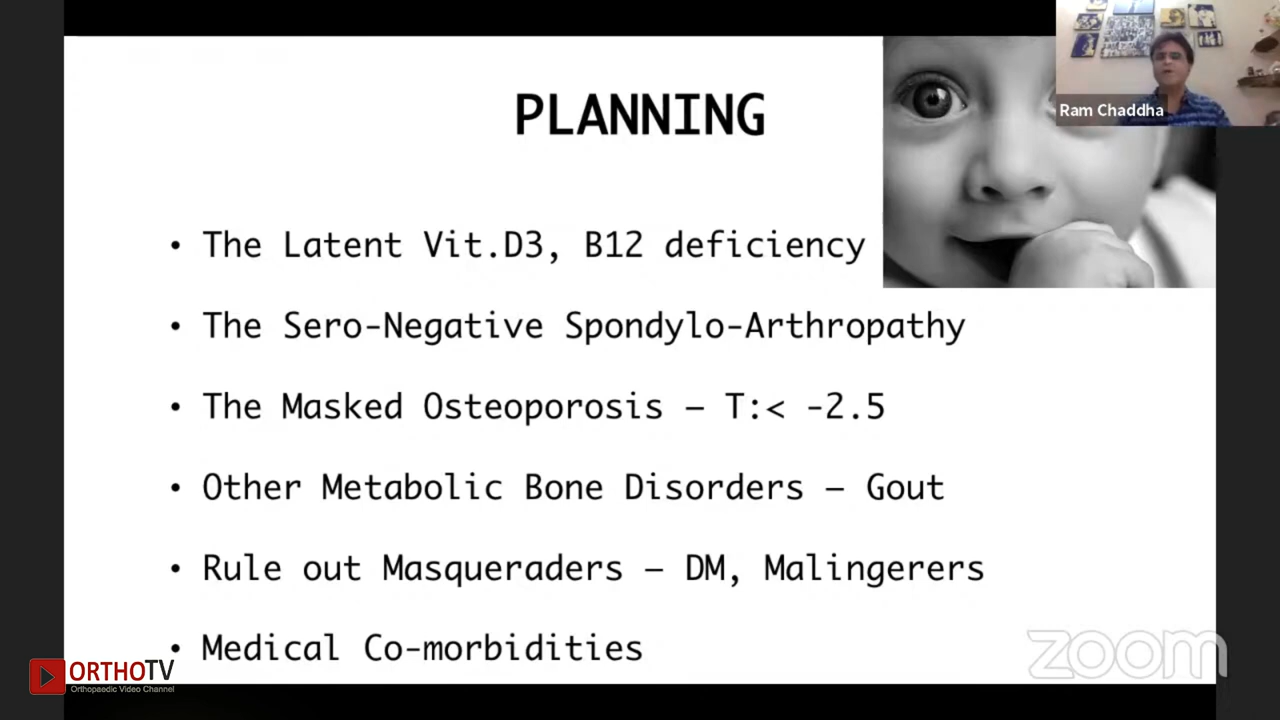 PLANNING
Ram Chaddha
• The Latent Vit.D3, B12 deficiency
• The Sero-Negative Spondylo-Arthropathy
• The Masked Osteoporosis – T:< -2.5
• Other Metabolic Bone Disorders – Gout
• Rule out Masqueraders – DM, Malingerers
• Medical Co-morbidities
ORTHOTV
Orthopaedic Video Channel
zoom